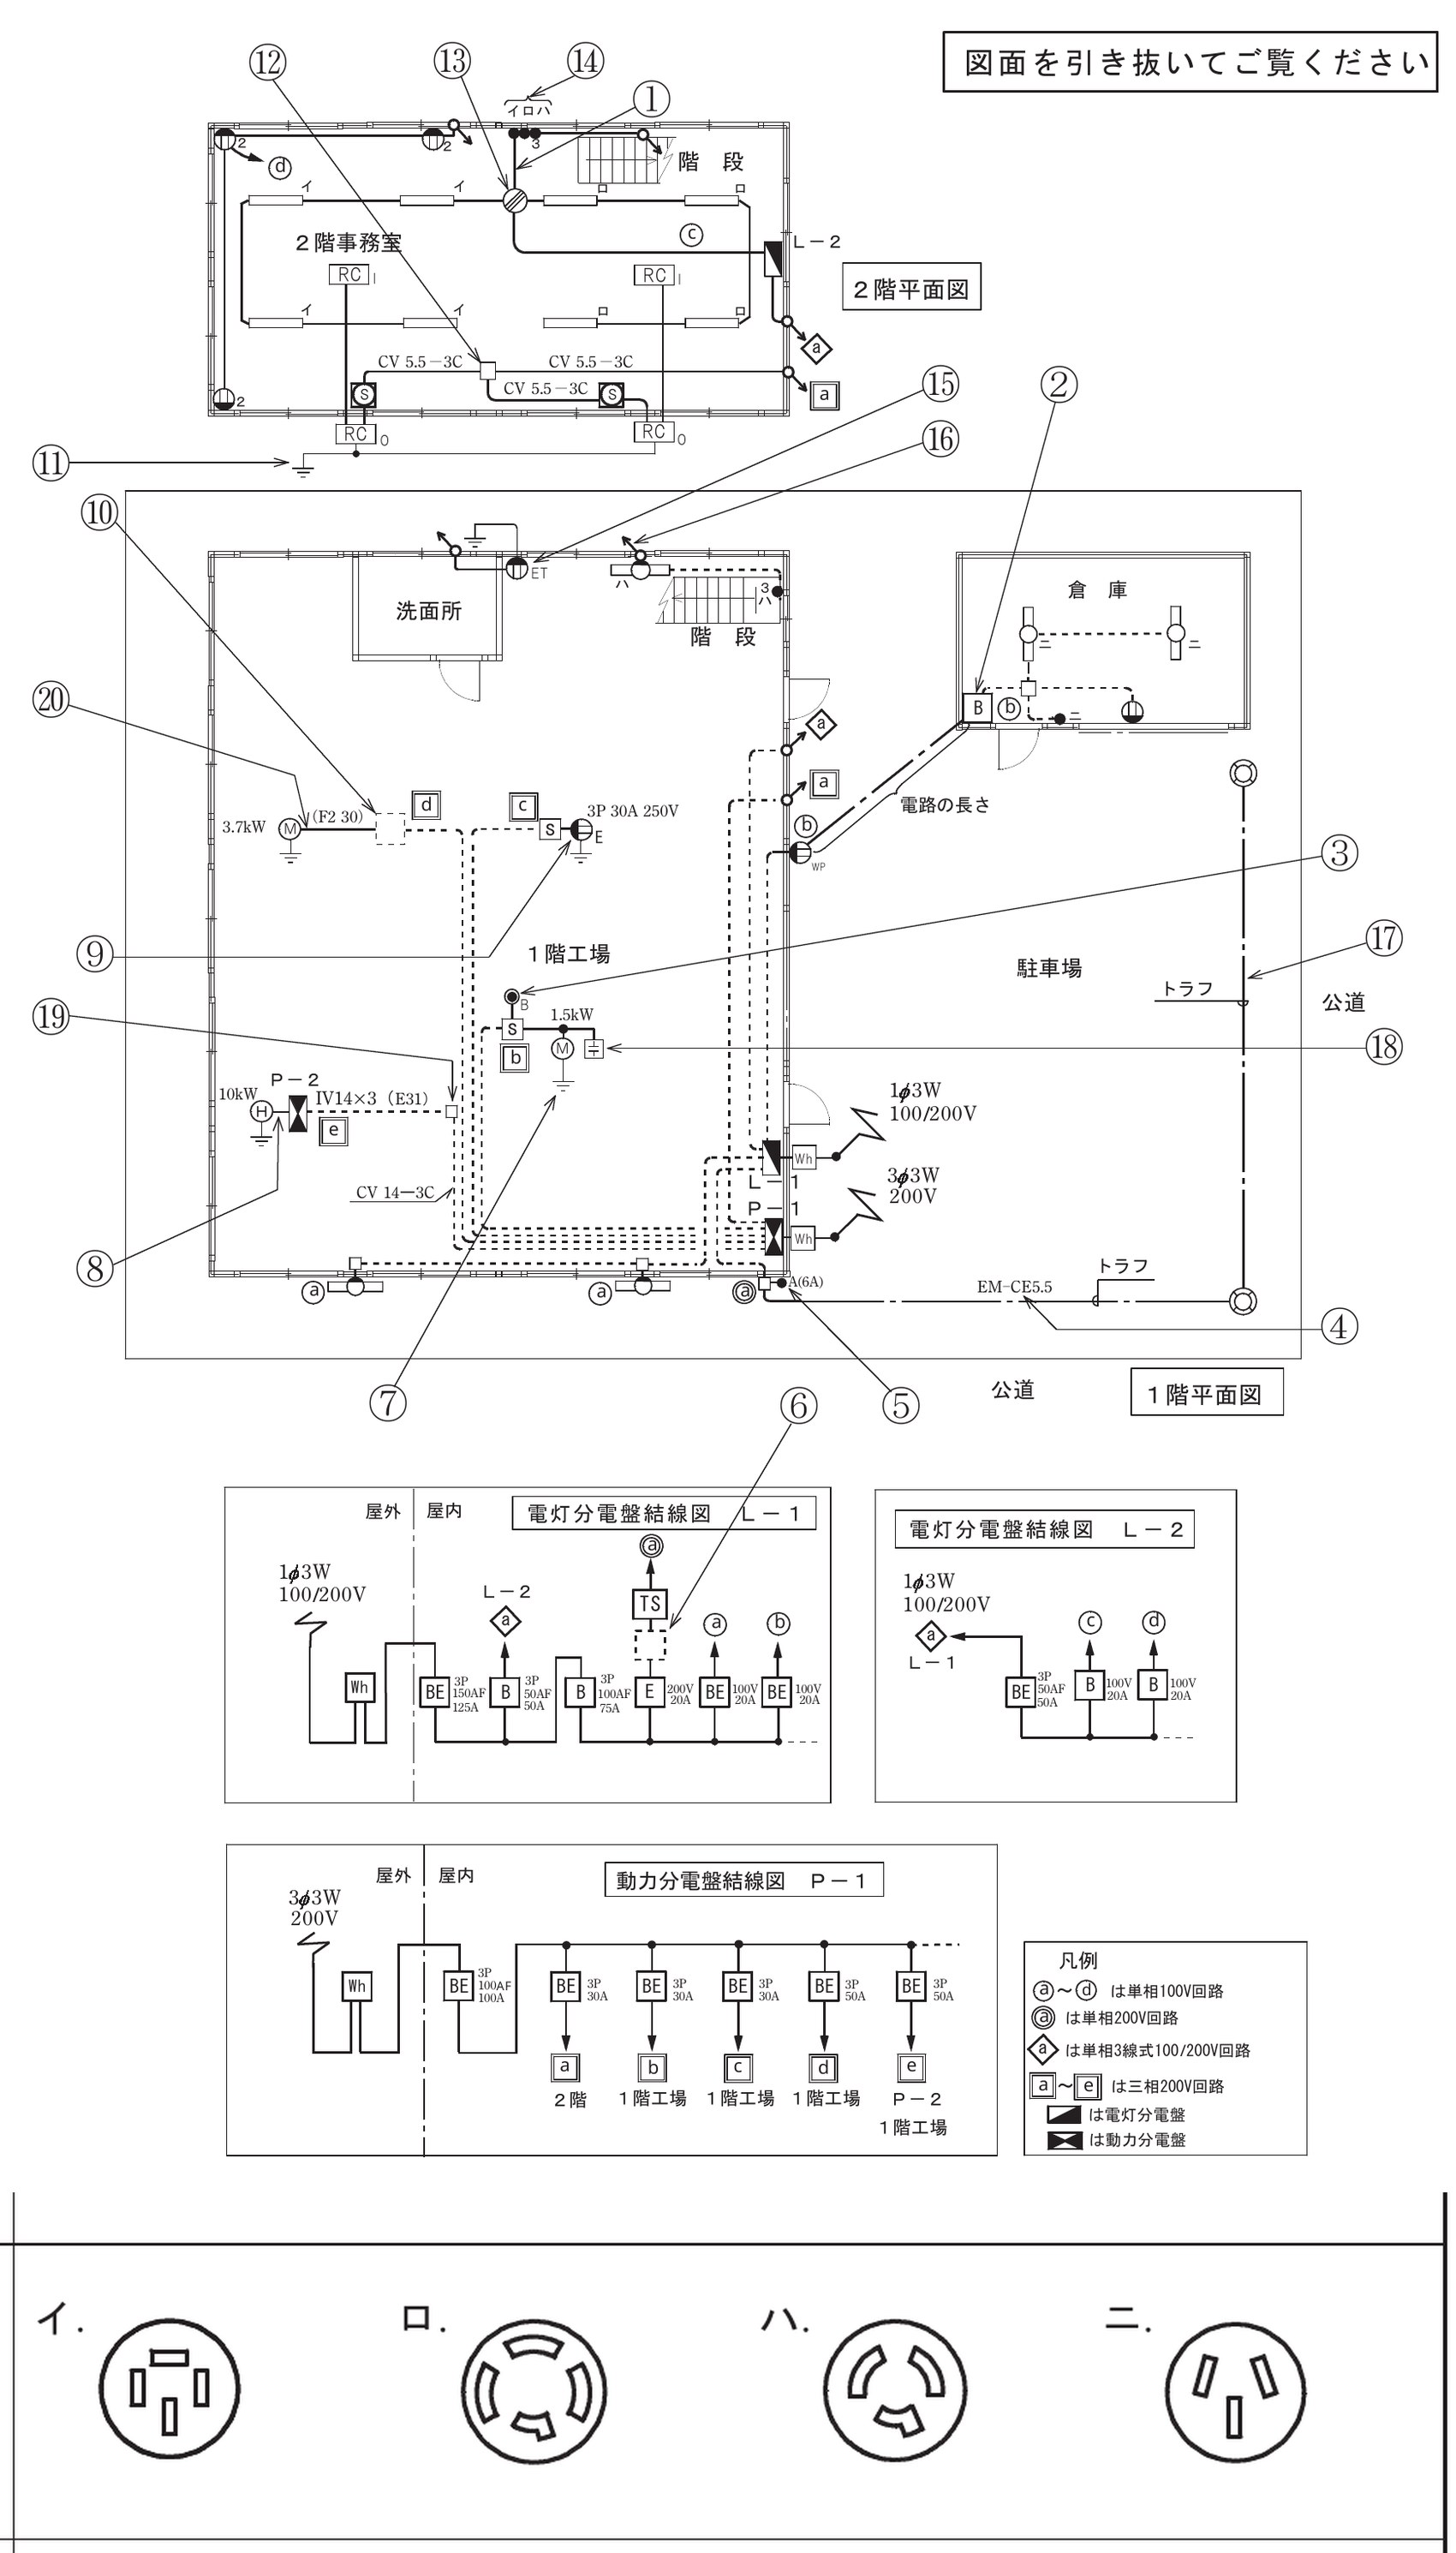 図面を引き抜いてご覧ください
⑫
⑬
⑭
①
イロハ
2
2
3
ⓓ
階 段
イ
イ
ロ
ロ
ⓒ
L-2
2階事務室
RC I
RC I
2階平面図
イ
イ
ロ
ロ
a
CV 5.5-3C
CV 5.5-3C
CV 5.5-3C
a
2
S
S
RC O
RC O
⑮
②
⑯
⑪
⑩
ET
ハ
3
ハ
洗面所
階 段
倉 庫
ニ
ニ
B
ⓑ
ニ
⑳
a
a
電路の長さ
d
c
3P 30A 250V
3.7kW
M
(F2 30)
S
E
ⓑ
WP
③
⑨
1階工場
駐車場
⑰
トラフ
公道
⑲
B
1.5kW
S
M
b
⑱
P-2
10kW
H
IV14×3 (E31)
e
1φ3W
100/200V
Wh
L-1
3φ3W
200V
P-1
Wh
CV 14-3C
⑧
ⓐ
ⓐ
a
A(6A)
EM-CE5.5
トラフ
④
⑦
⑥
⑤
公道
1階平面図
屋外
屋内
電灯分電盤結線図 L-1
1φ3W
100/200V
L-2
a
a
TS
ⓐ
ⓑ
Wh
BE
3P
150AF
125A
B
3P
50AF
50A
B
3P
100AF
75A
E
200V
20A
BE
100V
20A
BE
100V
20A
電灯分電盤結線図 L-2
1φ3W
100/200V
a
L-1
ⓒ
ⓓ
BE
3P
50AF
50A
B
100V
20A
B
100V
20A
屋外
屋内
動力分電盤結線図 P-1
3φ3W
200V
Wh
BE
3P
100AF
100A
BE
3P
30A
BE
3P
30A
BE
3P
30A
BE
3P
50A
BE
3P
50A
a
b
c
d
e
2階
1階工場
1階工場
1階工場
P-2
1階工場
凡例
ⓐ~ⓓ は単相100V回路
a は単相200V回路
a は単相3線式100/200V回路
a~e は三相200V回路
は電灯分電盤
は動力分電盤
イ.
ロ.
ハ.
ニ.